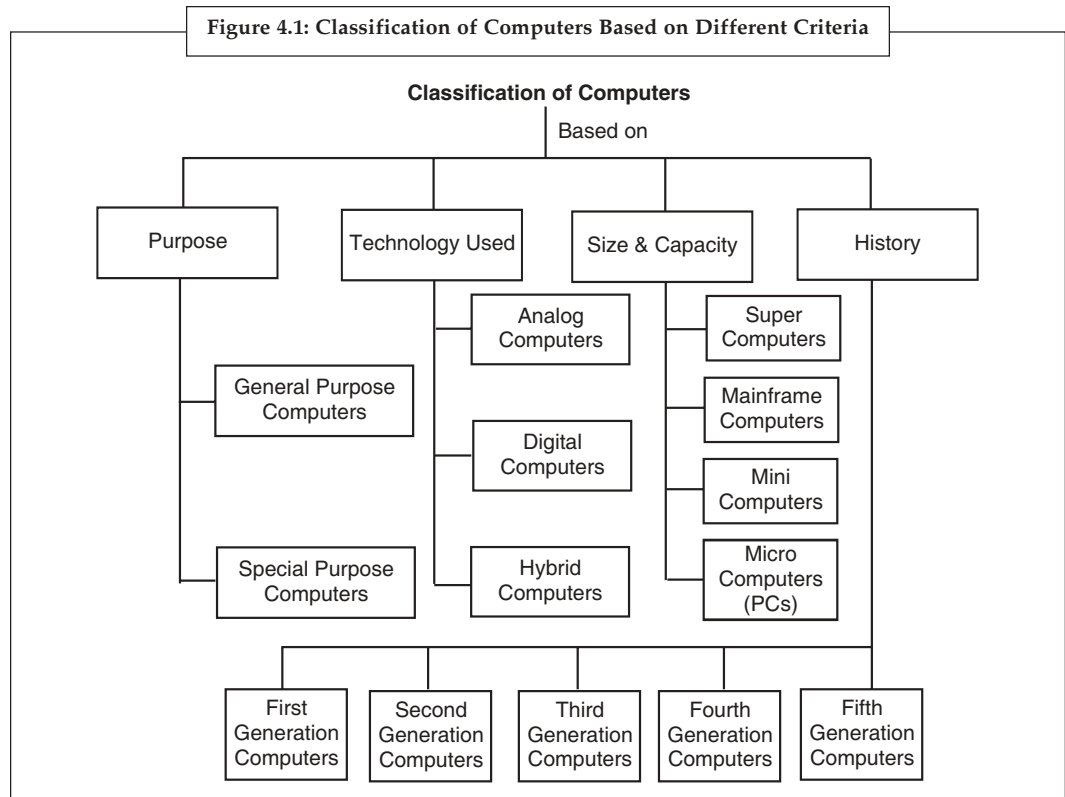 Figure 4.1: Classification of Computers Based on Different Criteria
Classification of Computers
Based on
Purpose
Technology Used
Size & Capacity
History
General Purpose
Computers
Special Purpose
Computers
Analog
Computers
Digital
Computers
Hybrid
Computers
Super
Computers
Mainframe
Computers
Mini
Computers
Micro
Computers
(PCs)
First
Generation
Computers
Second
Generation
Computers
Third
Generation
Computers
Fourth
Generation
Computers
Fifth
Generation
Computers